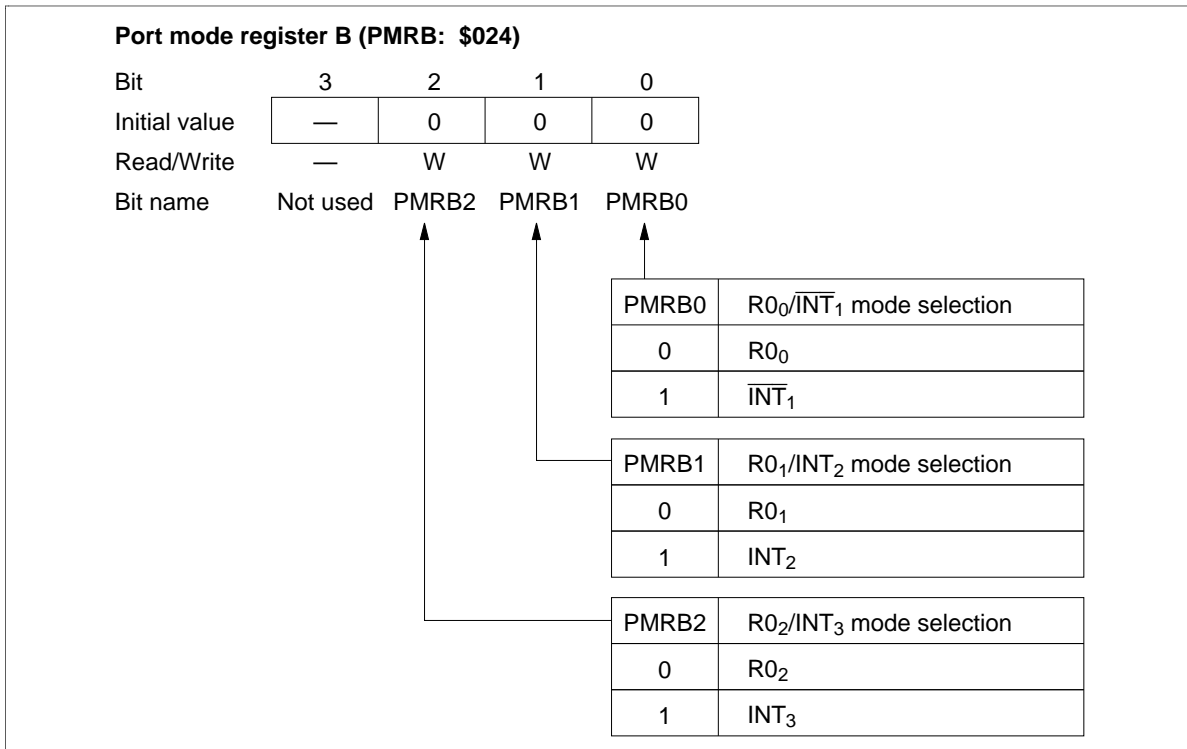 Port mode register B (PMRB: $024)
Bit 3 2 1 0
Initial value — 0 0 0
Read/Write — W W W
Bit name Not used PMRB2 PMRB1 PMRB0
PMRB0 R0₀/I̅N̅T̅₁ mode selection
0 R0₀
1 I̅N̅T̅₁
PMRB1 R0₁/INT₂ mode selection
0 R0₁
1 INT₂
PMRB2 R0₂/INT₃ mode selection
0 R0₂
1 INT₃